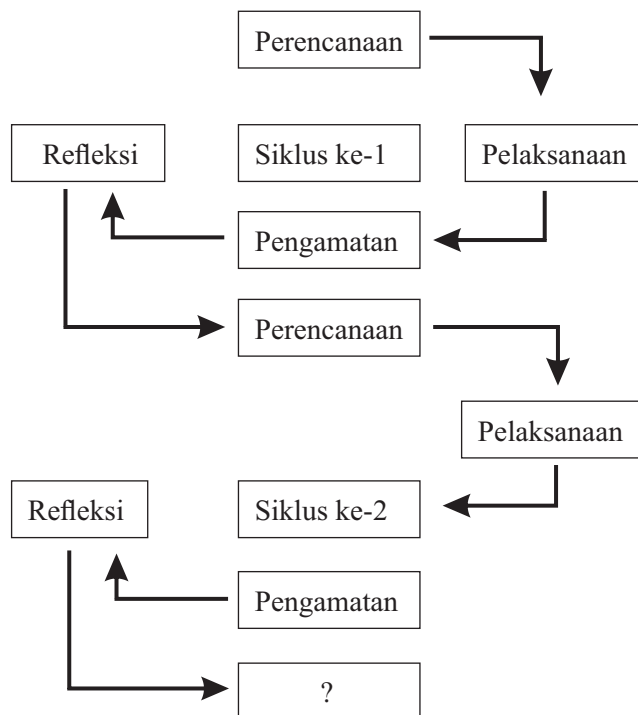 Perencanaan
Refleksi
Siklus ke-1
Pelaksanaan
Pengamatan
Perencanaan
Pelaksanaan
Refleksi
Siklus ke-2
Pengamatan
?